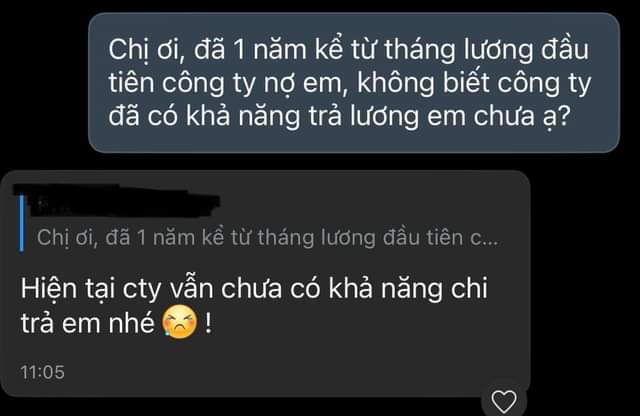 Chị ơi, đã 1 năm kể từ tháng lương đầu
tiên công ty nợ em, không biết công ty
đã có khả năng trả lương em chưa ạ?
Chị ơi, đã 1 năm kể từ tháng lương đầu tiên c...
Hiện tại cty vẫn chưa có khả năng chi
trả em nhé 😣 !
11:05